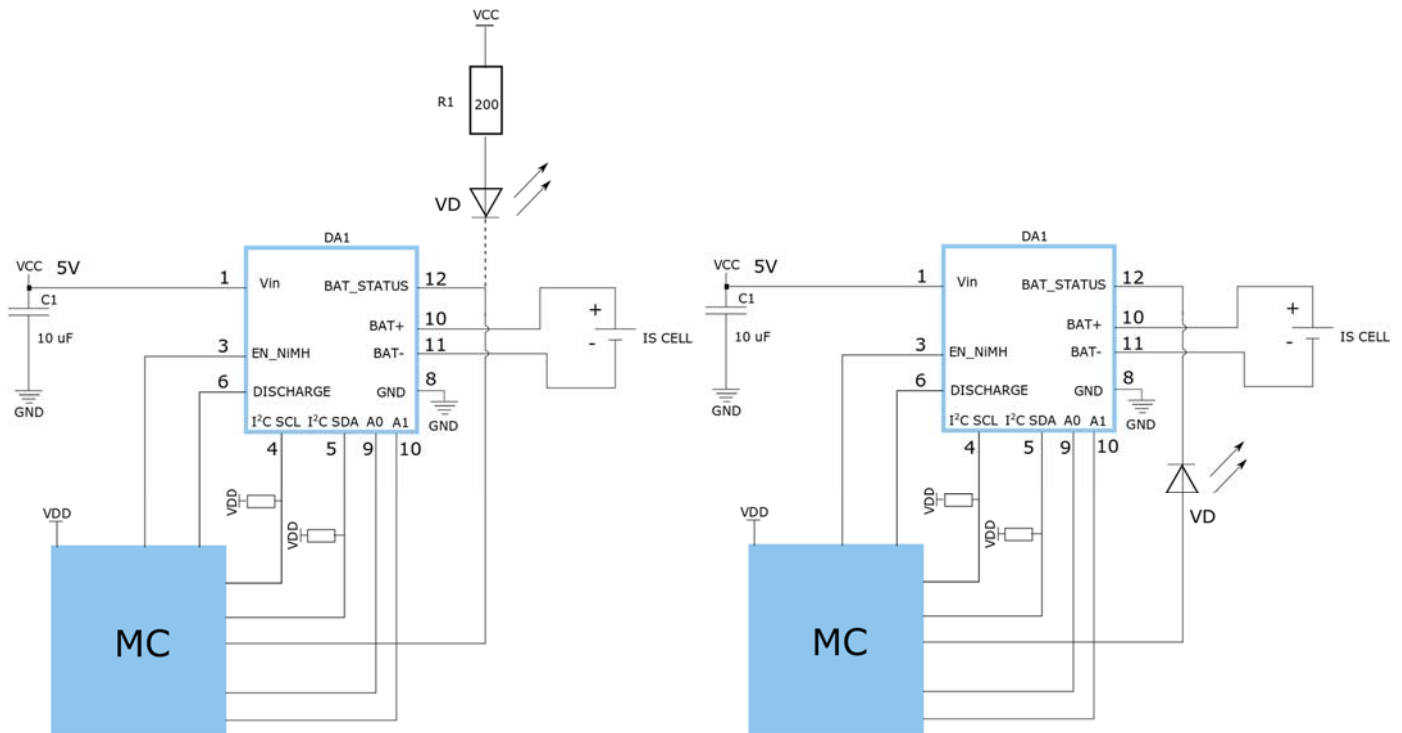 VCC
R1
200
VD
DA1
VCC 5V
C1
10 uF
GND
1
Vin
3
EN_NiMH
6
DISCHARGE
BAT_STATUS
12
BAT+
10
BAT-
11
GND
8
GND
+
-
IS CELL
I²C SCL I²C SDA A0 A1
4 5 9 10
VDD
VDD
VDD
MC
DA1
VCC 5V
C1
10 uF
GND
1
Vin
3
EN_NiMH
6
DISCHARGE
BAT_STATUS
12
BAT+
10
BAT-
11
GND
8
GND
+
-
IS CELL
I²C SCL I²C SDA A0 A1
4 5 9 10
VD
VDD
VDD
VDD
MC